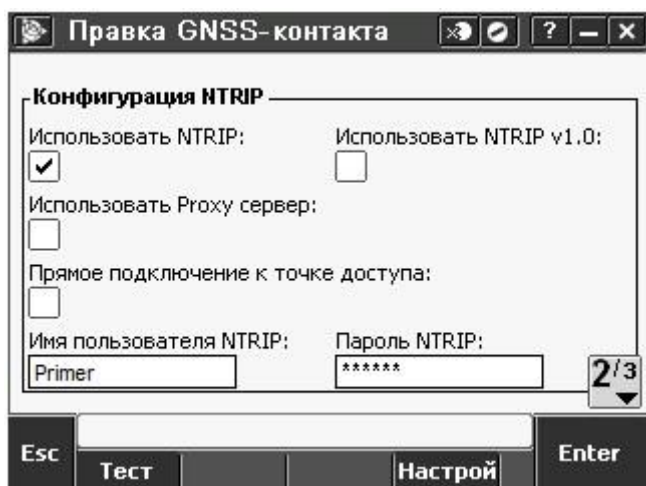 Правка GNSS-контакта ? – x
Конфигурация NTRIP
Использовать NTRIP: Использовать NTRIP v1.0:
Использовать Proxy сервер:
Прямое подключение к точке доступа:
Имя пользователя NTRIP: Пароль NTRIP:
Primer ******
2/3
Esc Тест Настрой Enter